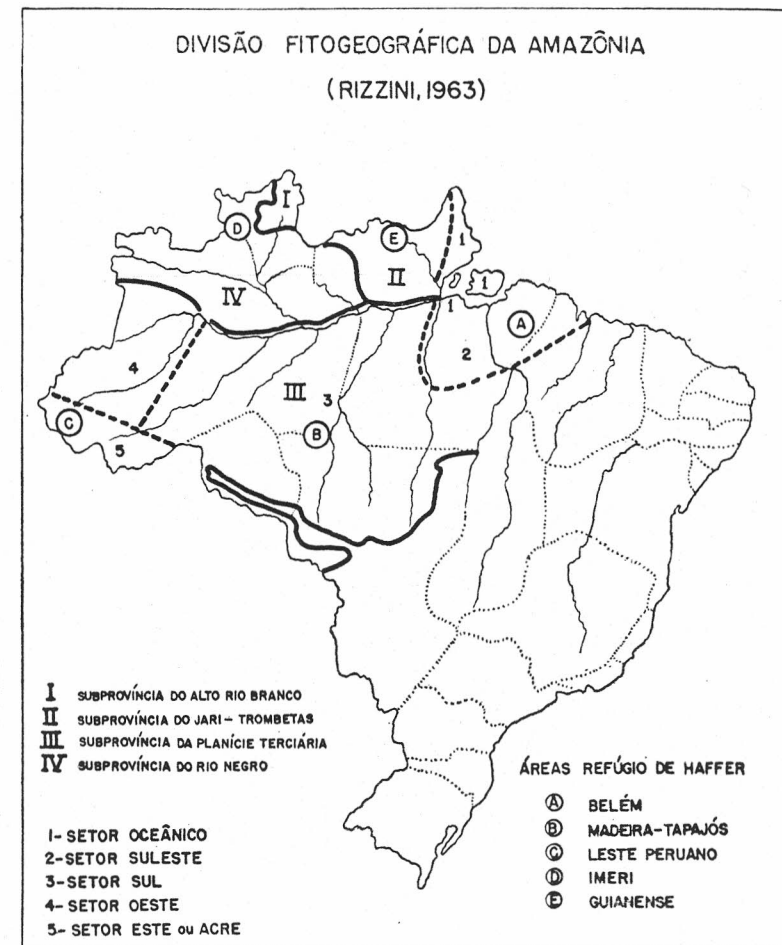 DIVISÃO FITOGEOGRÁFICA DA AMAZÔNIA
(RIZZINI, 1963)
I
D
E
1
II
1
IV
1
A
2
4
III
3
C
B
5
I SUBPROVÍNCIA DO ALTO RIO BRANCO
II SUBPROVÍNCIA DO JARI - TROMBETAS
III SUBPROVÍNCIA DA PLANÍCIE TERCIÁRIA
IV SUBPROVÍNCIA DO RIO NEGRO
1- SETOR OCEÂNICO
2- SETOR SULESTE
3- SETOR SUL
4- SETOR OESTE
5- SETOR ESTE ou ACRE
ÁREAS REFÚGIO DE HAFFER
A BELÉM
B MADEIRA-TAPAJÓS
C LESTE PERUANO
D IMERI
E GUIANENSE